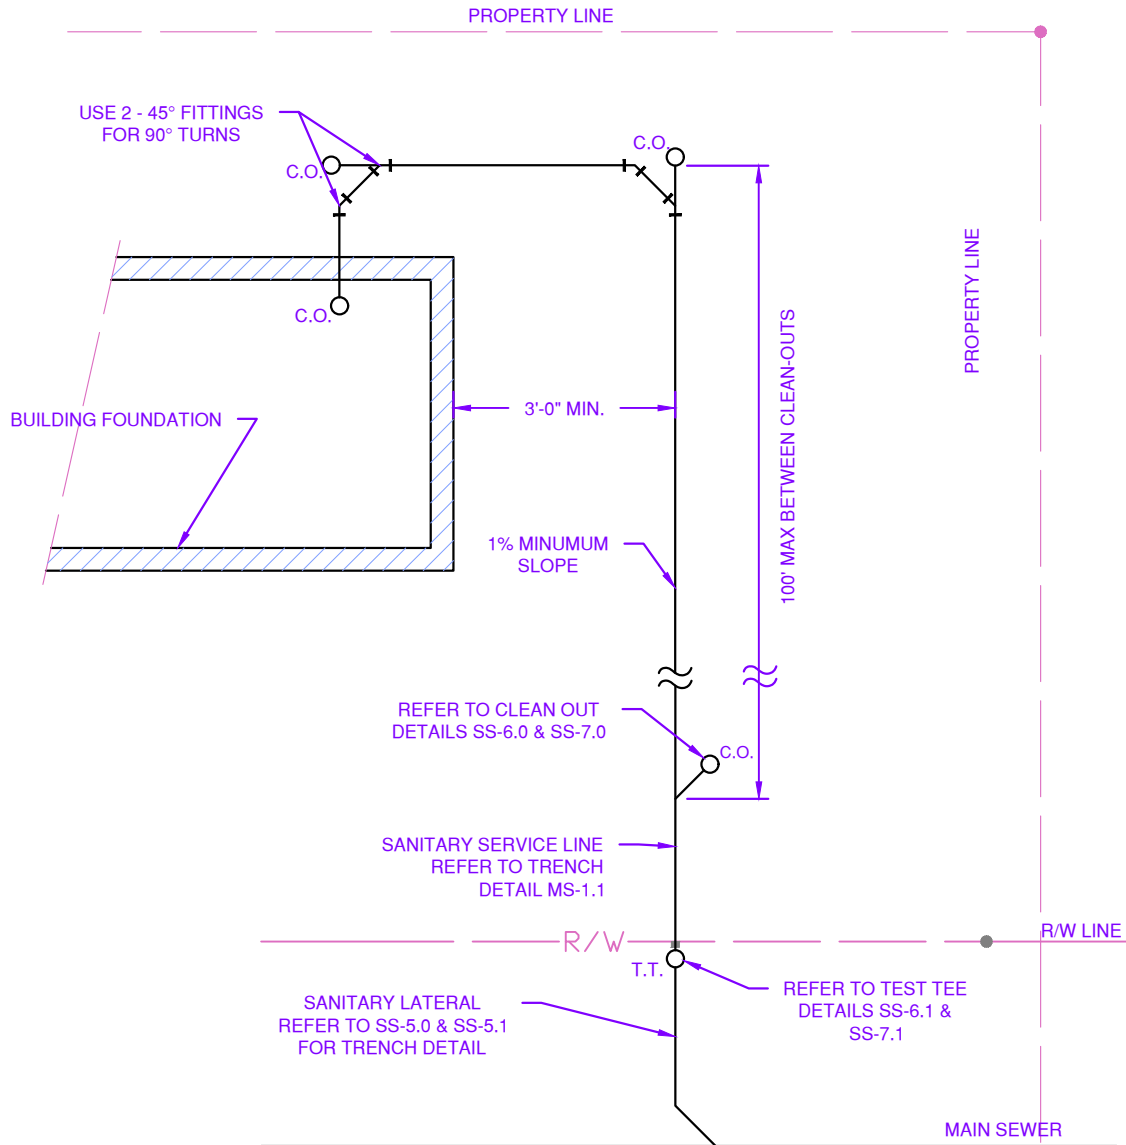 PROPERTY LINE
USE 2 - 45° FITTINGS
FOR 90° TURNS
C.O.
C.O.
C.O.
PROPERTY LINE
100' MAX BETWEEN CLEAN-OUTS
BUILDING FOUNDATION
3'-0" MIN.
1% MINUMUM
SLOPE
REFER TO CLEAN OUT
DETAILS SS-6.0 & SS-7.0
C.O.
SANITARY SERVICE LINE
REFER TO TRENCH
DETAIL MS-1.1
R/W
R/W LINE
T.T.
REFER TO TEST TEE
DETAILS SS-6.1 &
SS-7.1
SANITARY LATERAL
REFER TO SS-5.0 & SS-5.1
FOR TRENCH DETAIL
MAIN SEWER